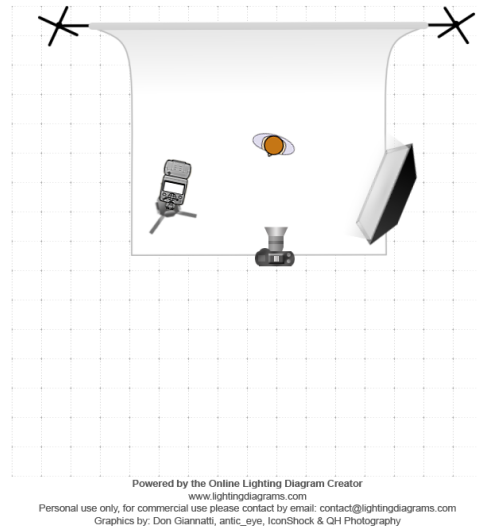 Powered by the Online Lighting Diagram Creator
www.lightingdiagrams.com
Personal use only, for commercial use please contact by email: contact@lightingdiagrams.com
Graphics by: Don Giannatti, antic_eye, IconShock & QH Photography